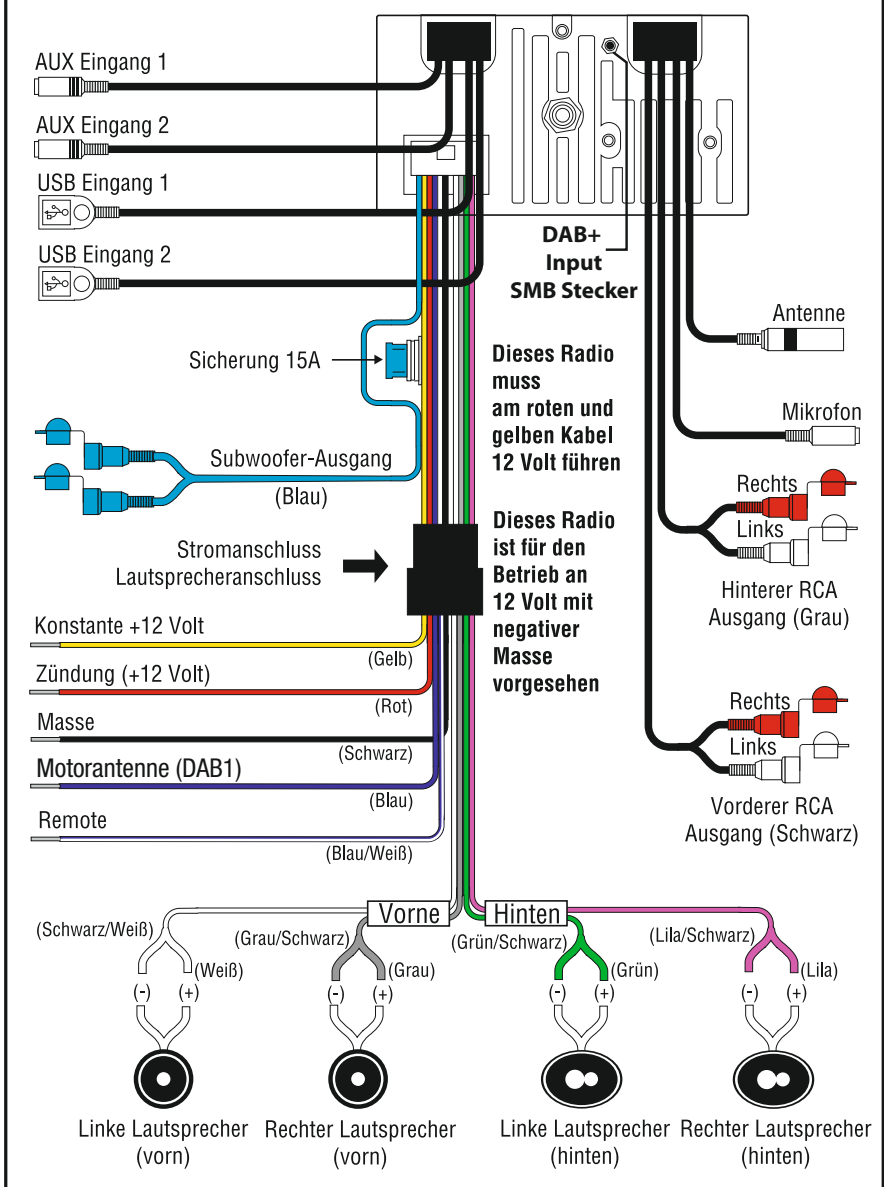 AUX Eingang 1
AUX Eingang 2
USB Eingang 1
USB Eingang 2
DAB+
Input
SMB Stecker
Antenne
Sicherung 15A
Dieses Radio
muss
am roten und
gelben Kabel
12 Volt führen
Mikrofon
Subwoofer-Ausgang
(Blau)
Rechts
Links
Hinterer RCA
Ausgang (Grau)
Stromanschluss
Lautsprecheranschluss
Dieses Radio
ist für den
Betrieb an
12 Volt mit
negativer
Masse
vorgesehen
Konstante +12 Volt
(Gelb)
Zündung (+12 Volt)
(Rot)
Masse
(Schwarz)
Motorantenne (DAB1)
(Blau)
Remote
(Blau/Weiß)
Rechts
Links
Vorderer RCA
Ausgang (Schwarz)
Vorne
Hinten
(Schwarz/Weiß)
(Weiß)
(Grau/Schwarz)
(Grau)
(Grün/Schwarz)
(Grün)
(Lila/Schwarz)
(Lila)
(-) (+)
(-) (+)
(-) (+)
(-) (+)
Linke Lautsprecher
(vorn)
Rechter Lautsprecher
(vorn)
Linke Lautsprecher
(hinten)
Rechter Lautsprecher
(hinten)